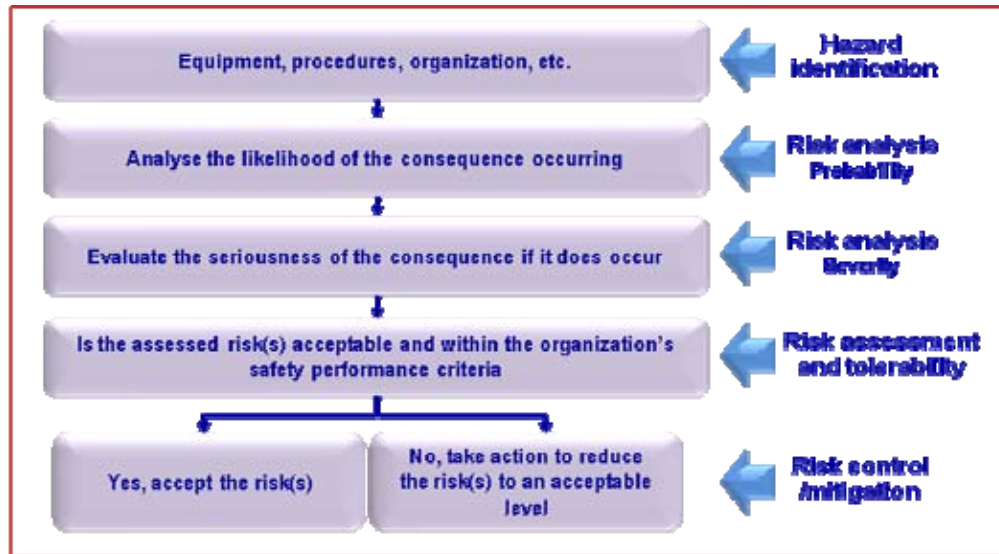 Equipment, procedures, organization, etc.
Hazard
identification
Analyse the likelihood of the consequence occurring
Risk analysis
Probability
Evaluate the seriousness of the consequence if it does occur
Risk analysis
Severity
Is the assessed risk(s) acceptable and within the organization's
safety performance criteria
Risk assessment
and tolerability
Yes, accept the risk(s)
No, take action to reduce
the risk(s) to an acceptable
level
Risk control
/mitigation